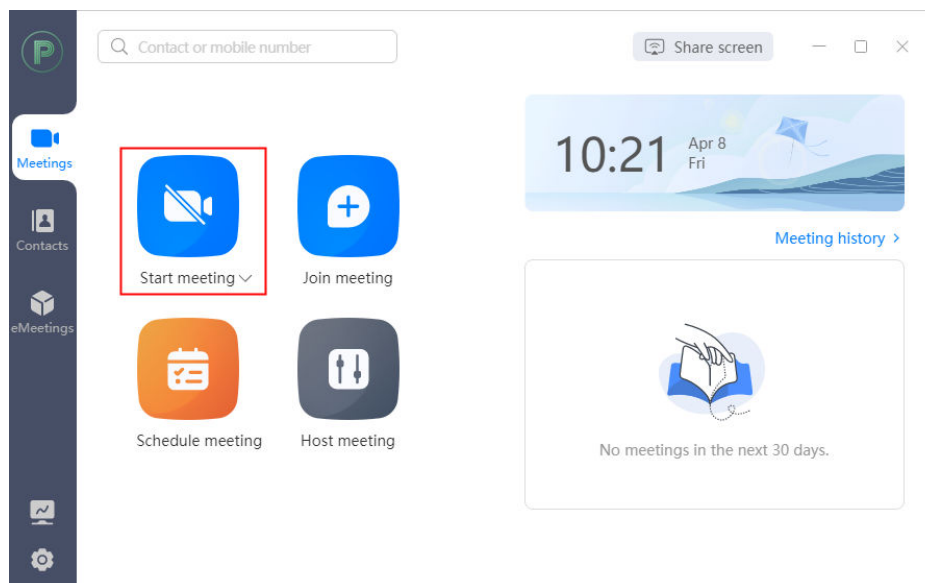 P
Contact or mobile number
Share screen
Meetings
Contacts
eMeetings
Start meeting
Join meeting
Schedule meeting
Host meeting
10:21
Apr 8
Fri
Meeting history
No meetings in the next 30 days.